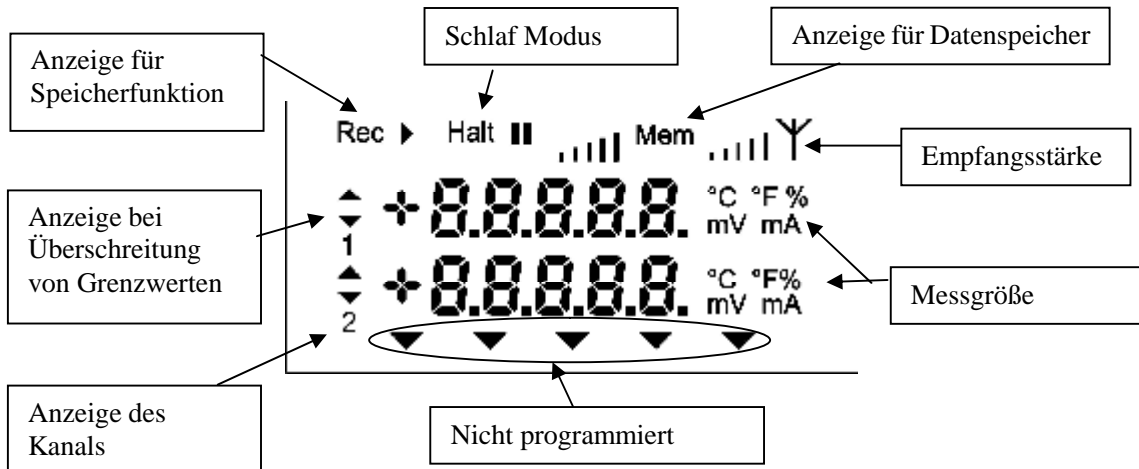 Schlaf Modus
Anzeige für Datenspeicher
Anzeige für
Speicherfunktion
Rec Halt Mem
Empfangsstärke
Anzeige bei
Überschreitung
von Grenzwerten
8.8.8.8.8. °C °F %
mV mA
1
8.8.8.8.8. °C °F%
mV mA
2
Messgröße
Anzeige des
Kanals
Nicht programmiert